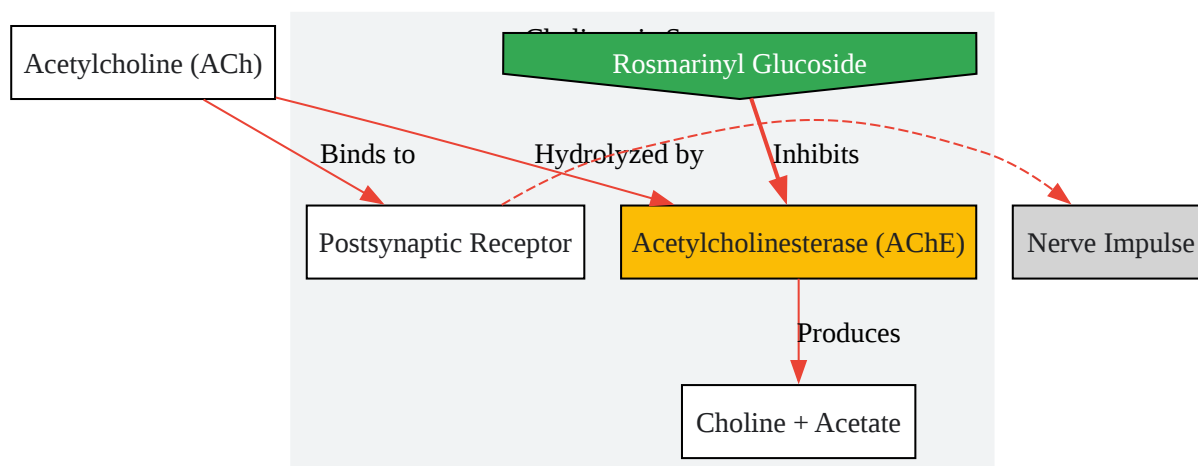 Acetylcholine (ACh)
Rosmarinyl Glucoside
Binds to
Hydrolyzed by
Inhibits
Postsynaptic Receptor
Acetylcholinesterase (AChE)
Nerve Impulse
Produces
Choline + Acetate